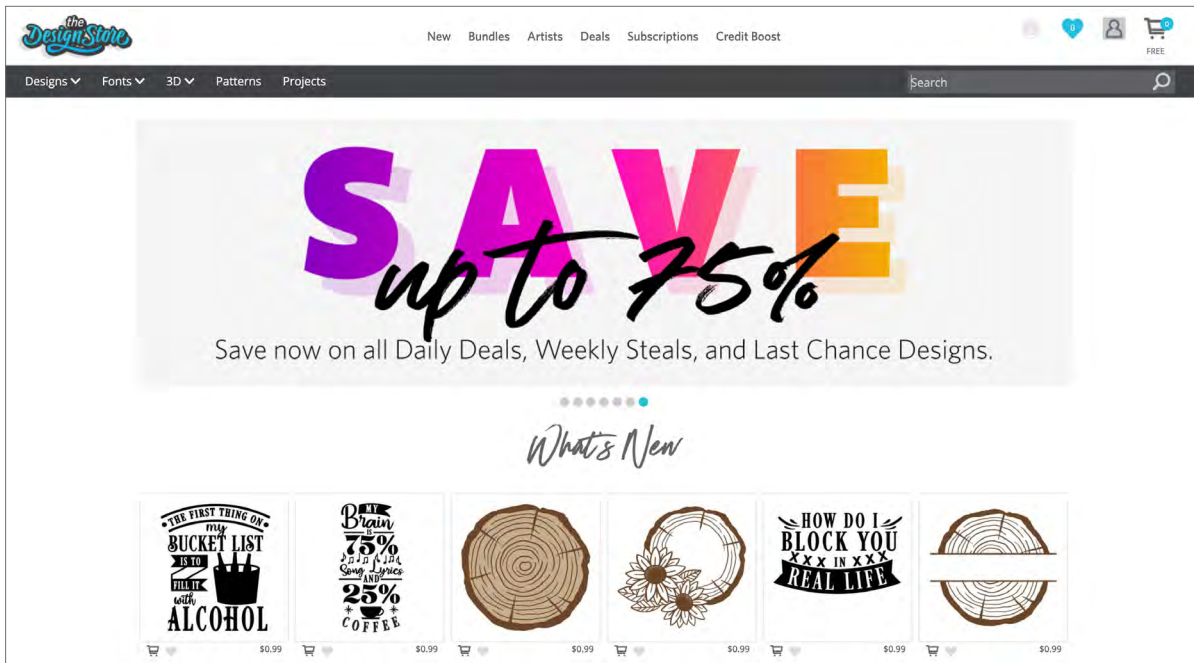 the
Design Store
New Bundles Artists Deals Subscriptions Credit Boost
0
0
FREE
Designs Fonts 3D Patterns Projects
Search
SAVE
up to 75%
Save now on all Daily Deals, Weekly Steals, and Last Chance Designs.
What's New
THE FIRST THING ON
my
BUCKET LIST
IS TO
FILL IT
with
ALCOHOL
$0.99
MY
Brain
IS
75%
Song Lyrics
AND
25%
COFFEE
$0.99
$0.99
$0.99
HOW DO I
BLOCK YOU
XXX IN XXX
REAL LIFE
$0.99
$0.99